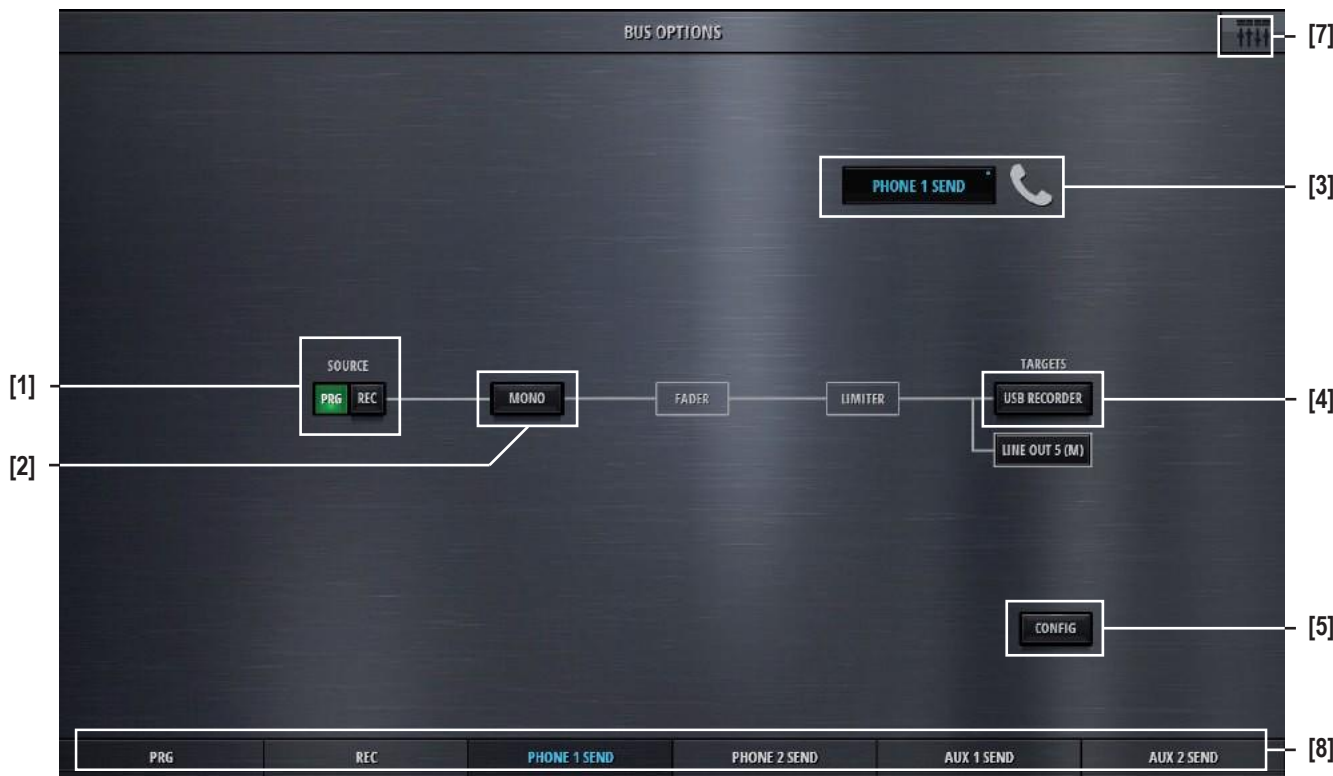 BUS OPTIONS
[7]
PHONE 1 SEND
[3]
SOURCE
TARGETS
[1]
PRG REC
MONO
FADER
LIMITER
USB RECORDER
[4]
LINE OUT 5 (M)
[2]
CONFIG
[5]
PRG
REC
PHONE 1 SEND
PHONE 2 SEND
AUX 1 SEND
AUX 2 SEND
[8]